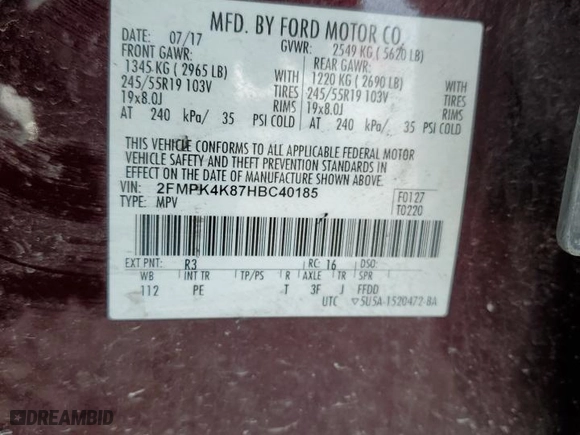 MFD. BY FORD MOTOR CO.
DATE: 07/17 GVWR: 2549 KG ( 5620 LB)
FRONT GAWR: REAR GAWR:
1345 KG ( 2965 LB) 1220 KG ( 2690 LB)
245/55R19 103V TIRES 245/55R19 103V TIRES
19x8.0J RIMS 19x8.0J RIMS
AT 240 kPa/ 35 PSI COLD AT 240 kPa/ 35 PSI COLD
THIS VEHICLE CONFORMS TO ALL APPLICABLE FEDERAL MOTOR
VEHICLE SAFETY AND THEFT PREVENTION STANDARDS IN
EFFECT ON THE DATE OF MANUFACTURE SHOWN ABOVE.
VIN: 2FMPK4K87HBC40185 F0127
TYPE: MPV T0220
EXT PNT: R3 RC: 16 DSO:
WB INT TR TP/PS R AXLE TR SPR
112 PE T 3F J FFDD
UTC ▽5U5A-1520472-BA
DREAMBID